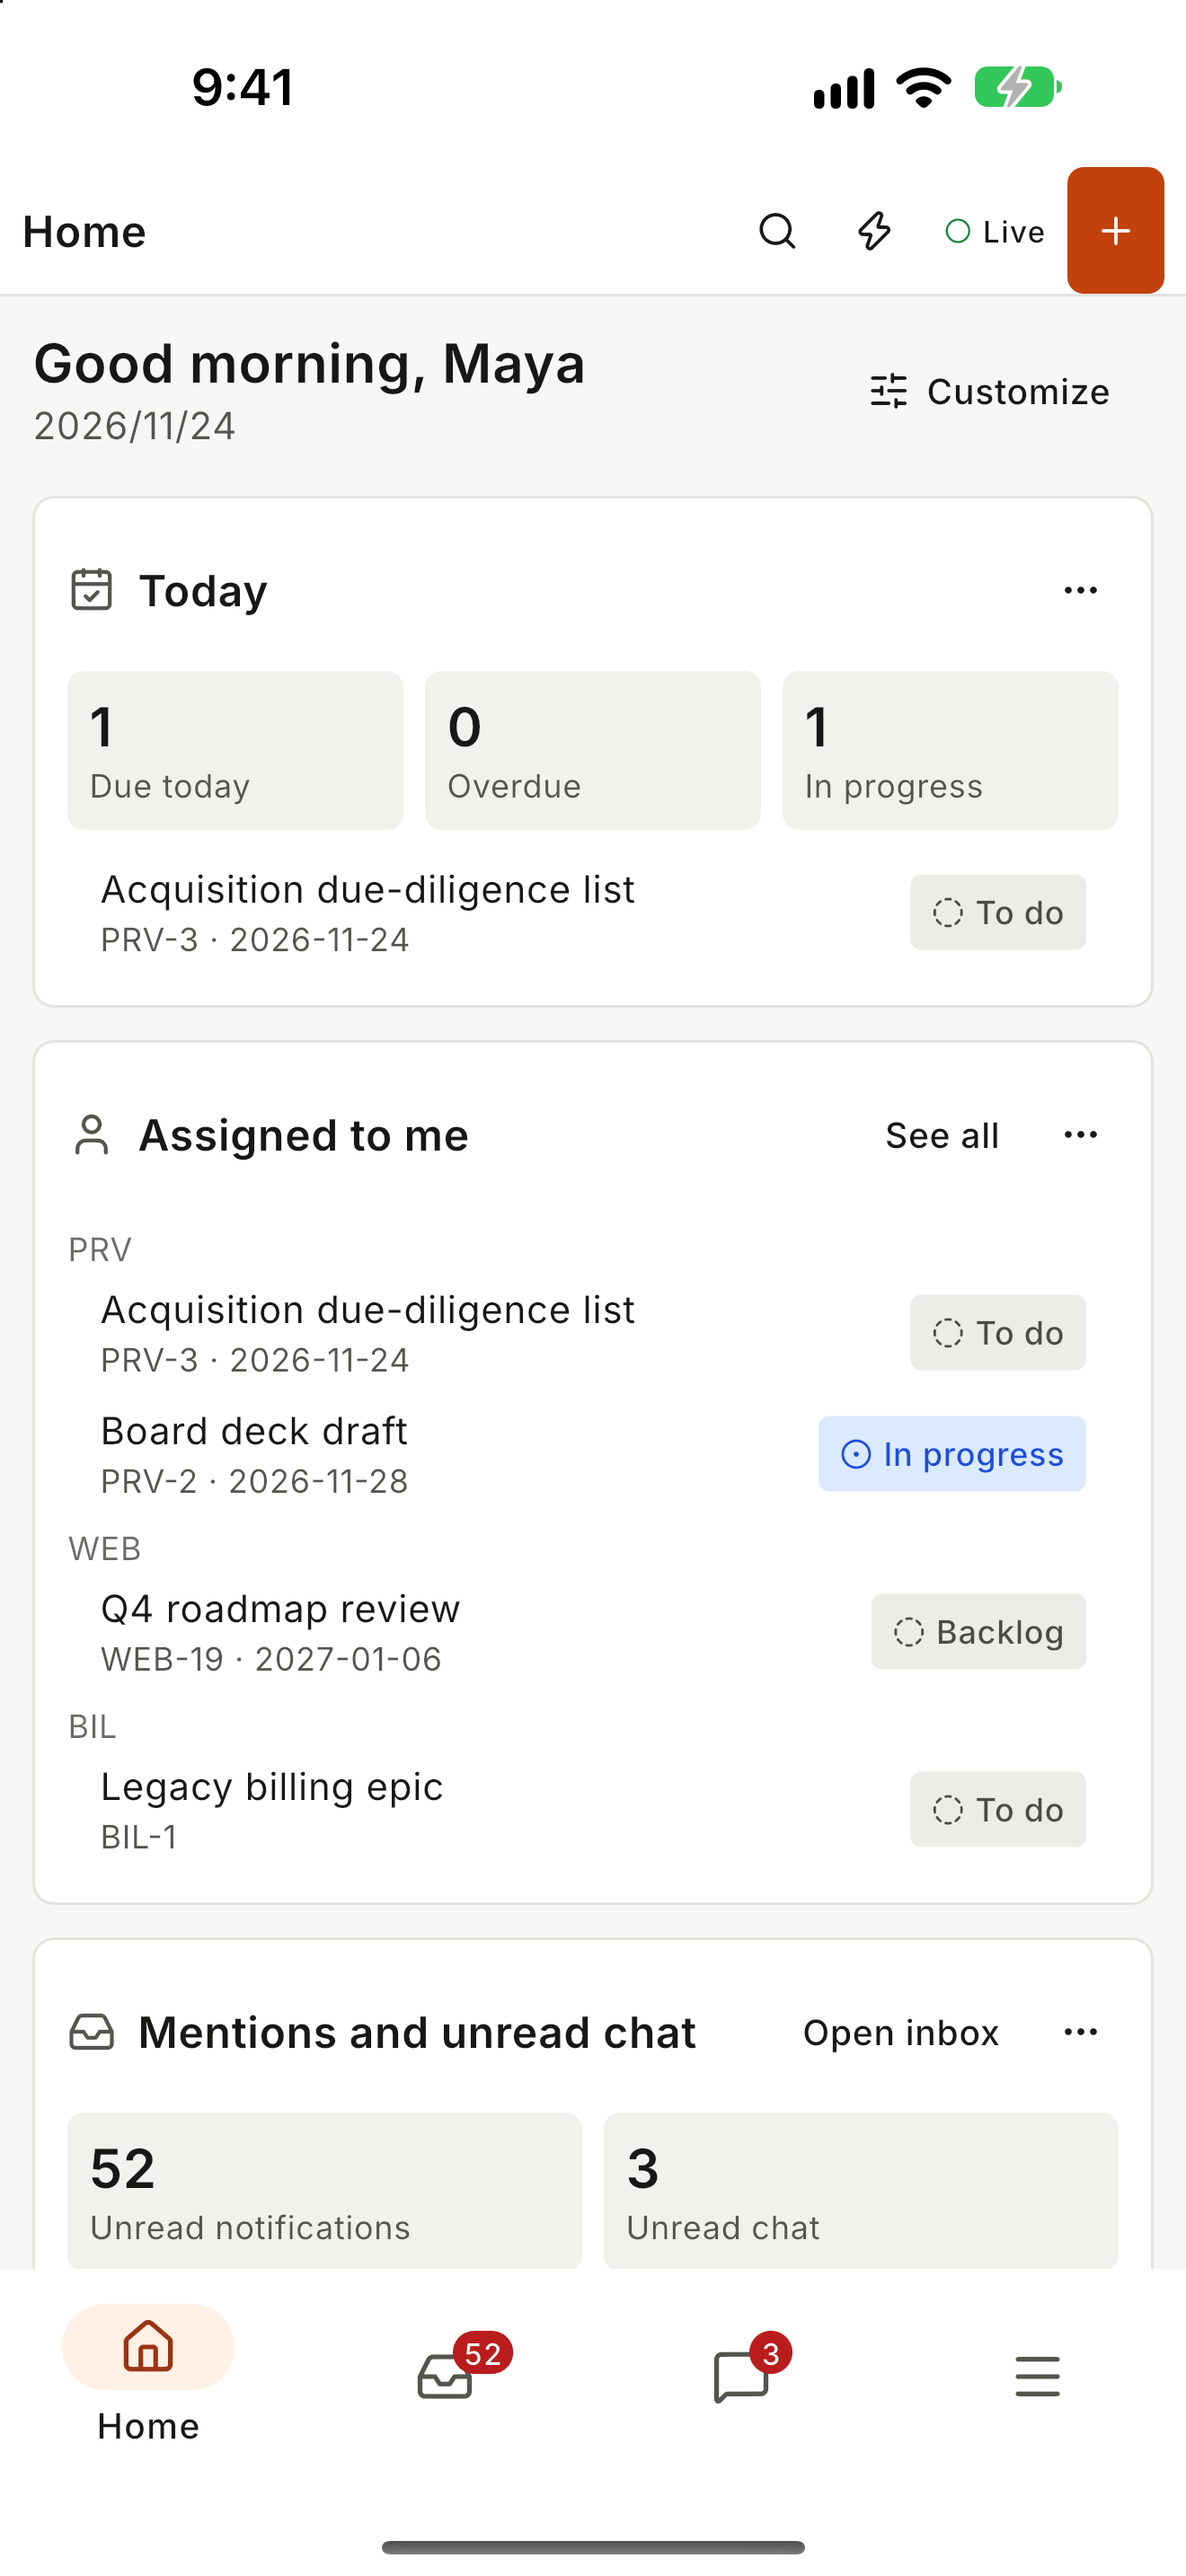 9:41
Home
Live
Good morning, Maya
2026/11/24
Customize
Today
1
Due today
0
Overdue
1
In progress
Acquisition due-diligence list
PRV-3 · 2026-11-24
To do
Assigned to me
See all
PRV
Acquisition due-diligence list
PRV-3 · 2026-11-24
To do
Board deck draft
PRV-2 · 2026-11-28
In progress
WEB
Q4 roadmap review
WEB-19 · 2027-01-06
Backlog
BIL
Legacy billing epic
BIL-1
To do
Mentions and unread chat
Open inbox
52
Unread notifications
3
Unread chat
52
3
Home